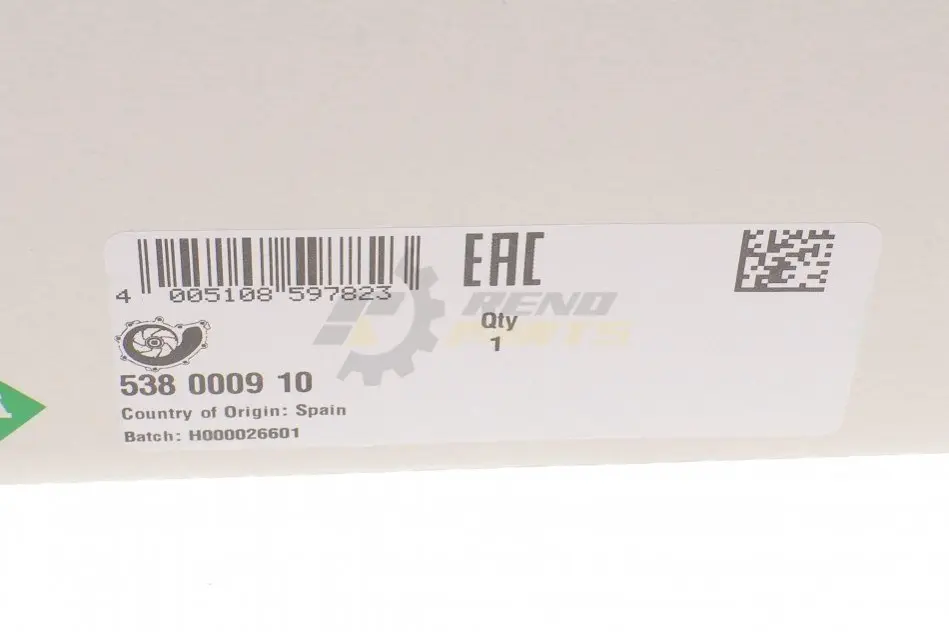 EAC
4 005108 597823
RENO
PARTS
Qty
1
538 0009 10
Country of Origin: Spain
Batch: H000026601
A